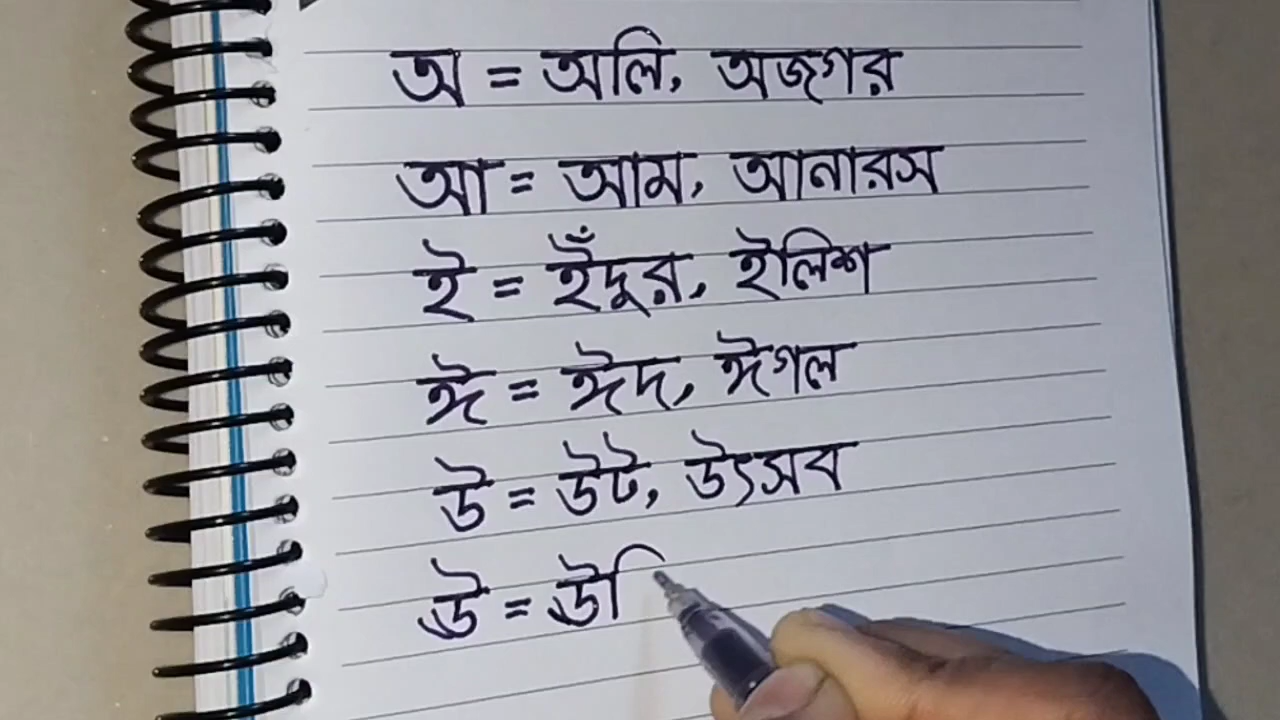 অ = অলি, অজগর
আ = আম, আনারস
ই = ইঁদুর, ইলিশ
ঈ = ঈদ, ঈগল
উ = উট, উৎসব
ঊ = ঊি